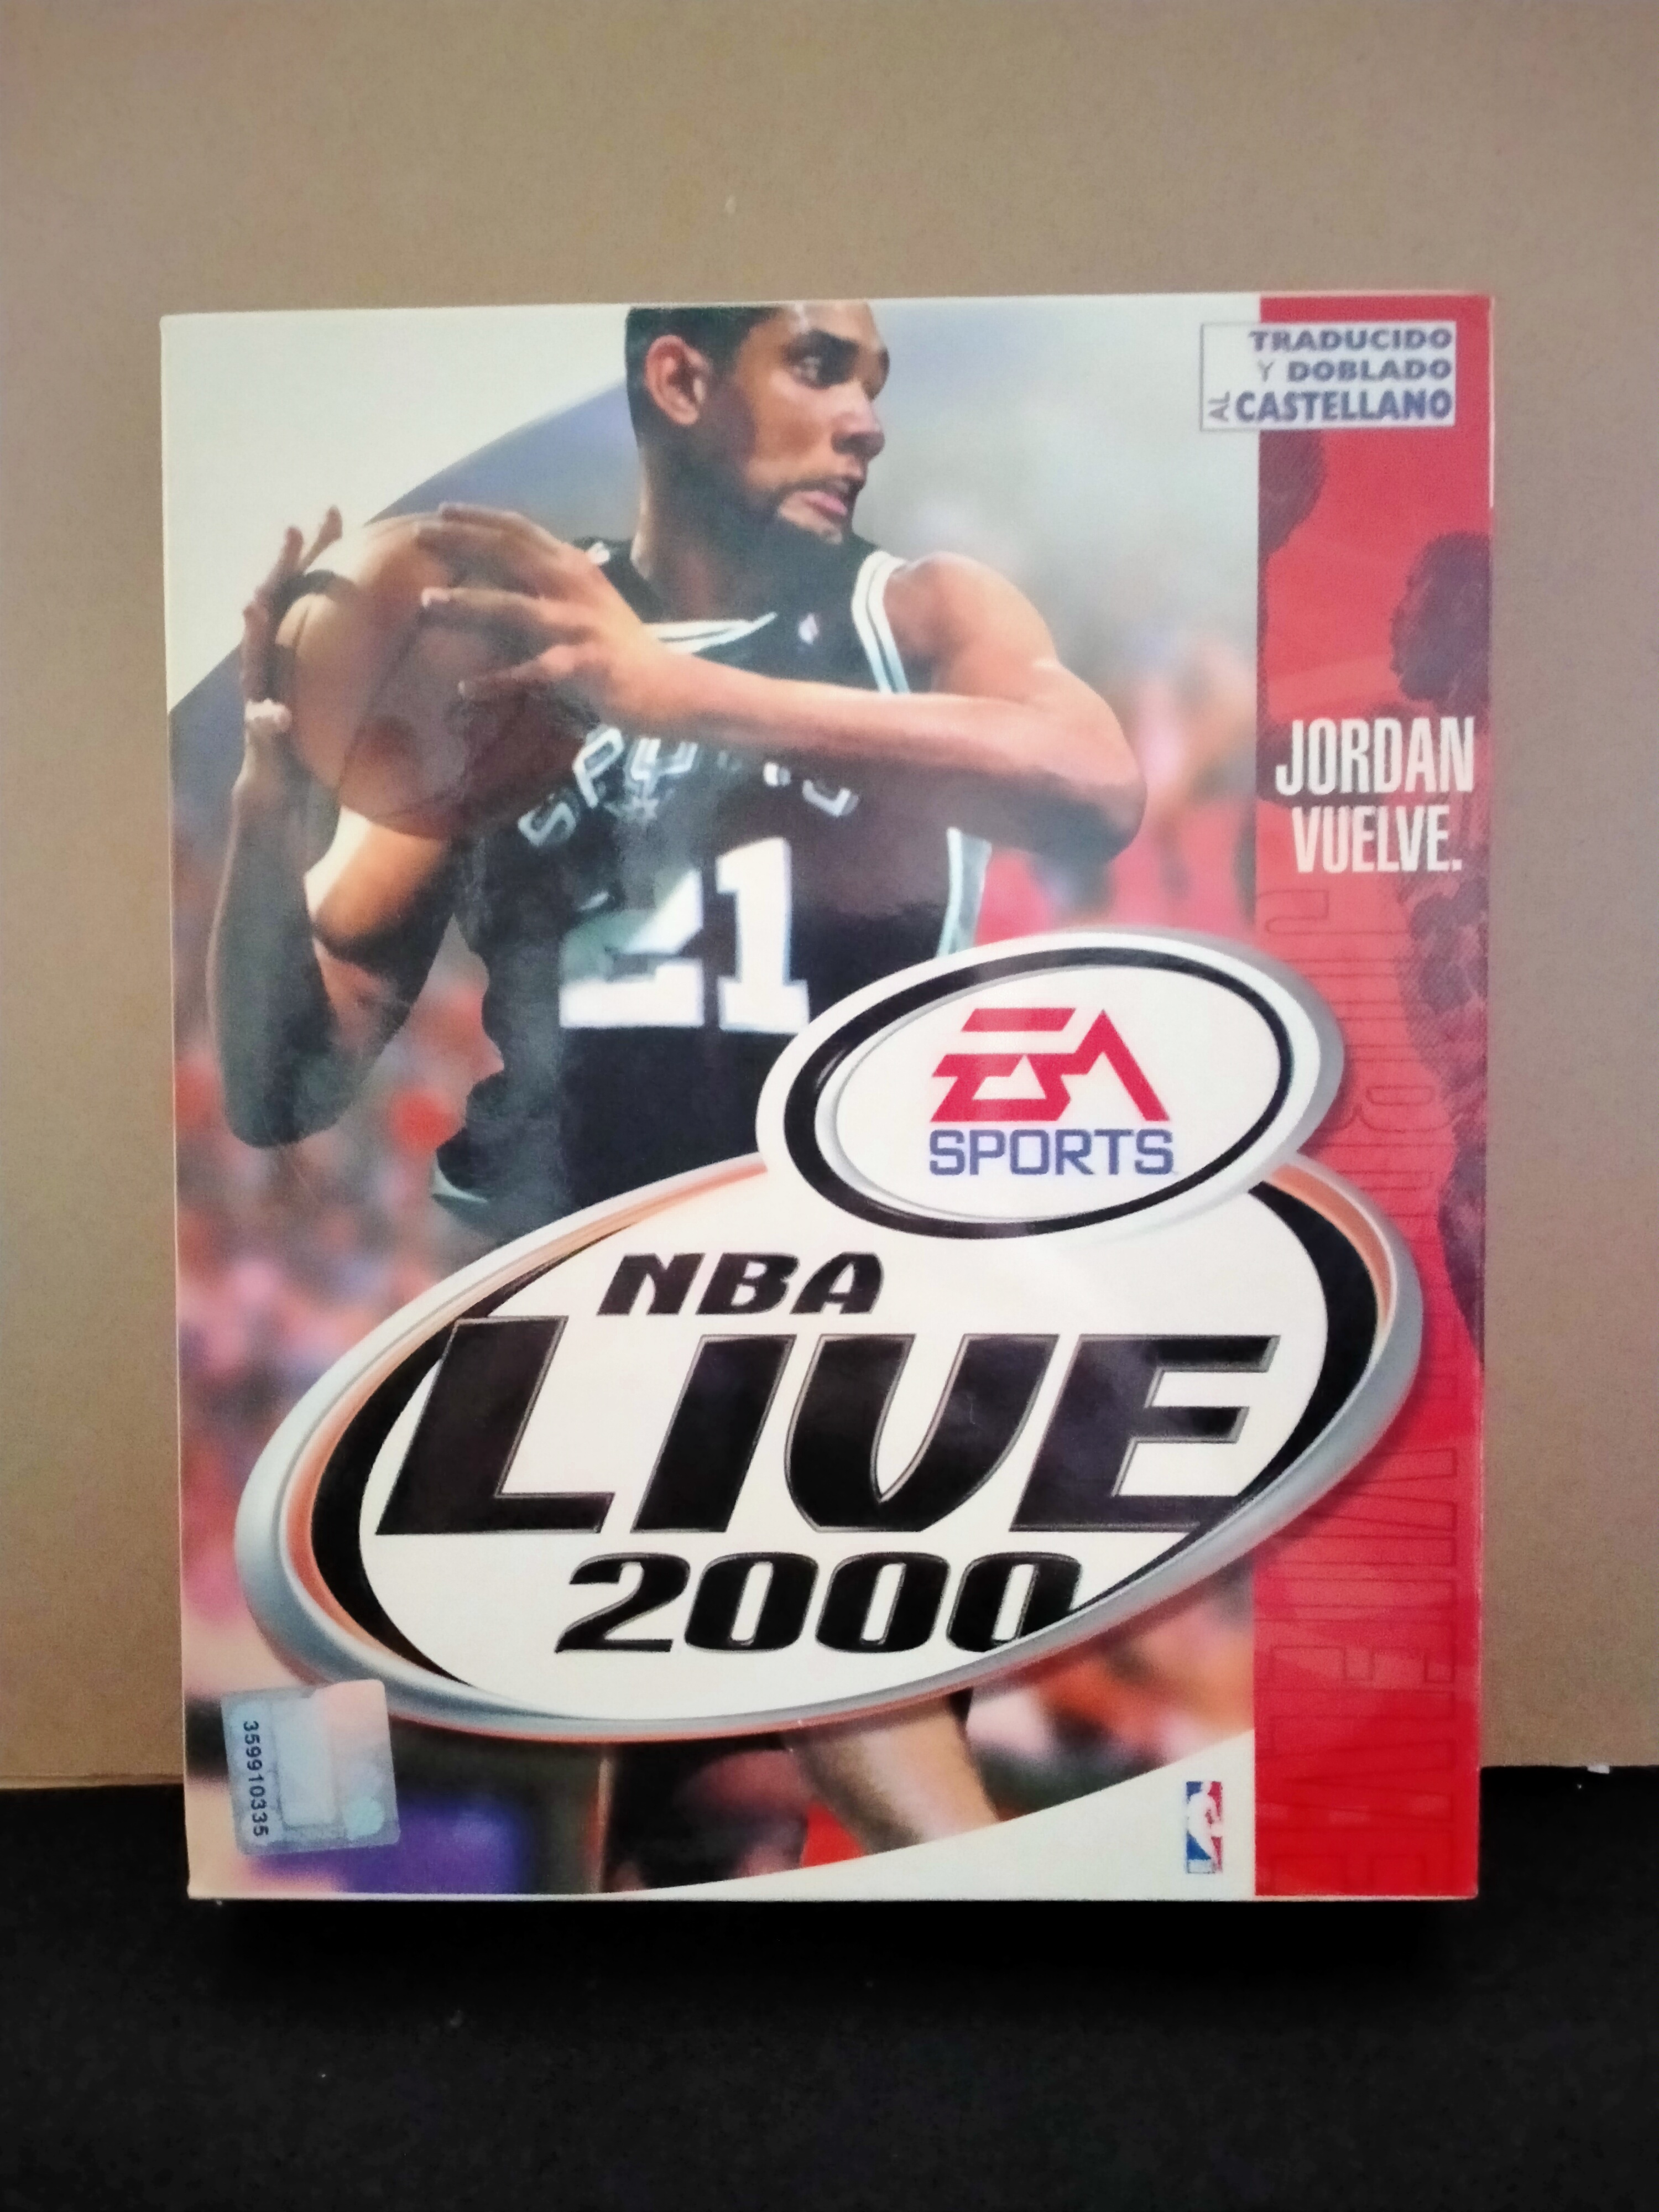 TRADUCIDO
Y DOBLADO
AL CASTELLANO
SPURS
21
JORDAN
VUELVE.
EA
SPORTS
NBA
LIVE
2000
359910335